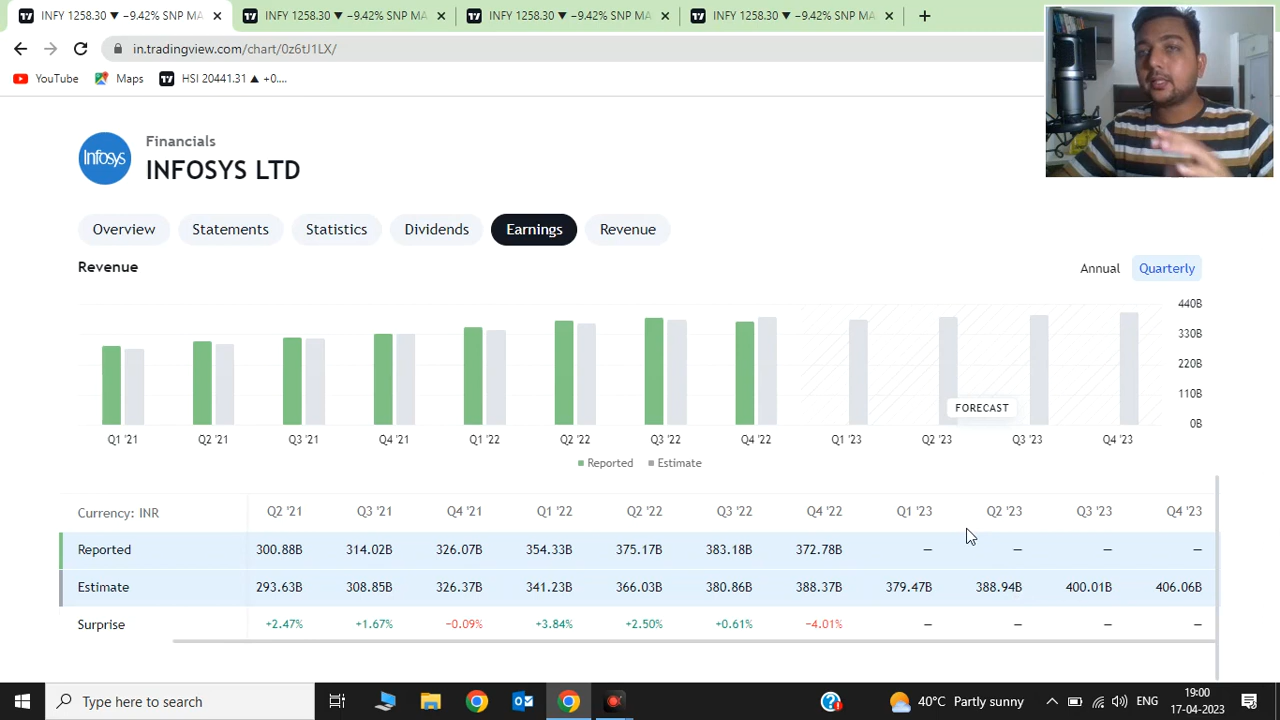 INFY 1258.30 ▼ −9.42% SNP MA
INFY 1258.30 ▼ −9.42% SNP MA
INFY 1258.30 ▼ −9.42% SNP MA
INFY 1258.30 ▼ −9.42% SNP MA
in.tradingview.com/chart/0z6tJ1LX/
YouTube Maps HSI 20441.31 ▲ +0....
Infosys
Financials
INFOSYS LTD
Overview Statements Statistics Dividends Earnings Revenue
Revenue Annual Quarterly
440B
330B
220B
110B
0B
FORECAST
Q1 '21 Q2 '21 Q3 '21 Q4 '21 Q1 '22 Q2 '22 Q3 '22 Q4 '22 Q1 '23 Q2 '23 Q3 '23 Q4 '23
Reported Estimate
Currency: INR Q2 '21 Q3 '21 Q4 '21 Q1 '22 Q2 '22 Q3 '22 Q4 '22 Q1 '23 Q2 '23 Q3 '23 Q4 '23
Reported 300.88B 314.02B 326.07B 354.33B 375.17B 383.18B 372.78B — — — —
Estimate 293.63B 308.85B 326.37B 341.23B 366.03B 380.86B 388.37B 379.47B 388.94B 400.01B 406.06B
Surprise +2.47% +1.67% −0.09% +3.84% +2.50% +0.61% −4.01% — — — —
Type here to search 40°C Partly sunny ENG 19:00
17-04-2023